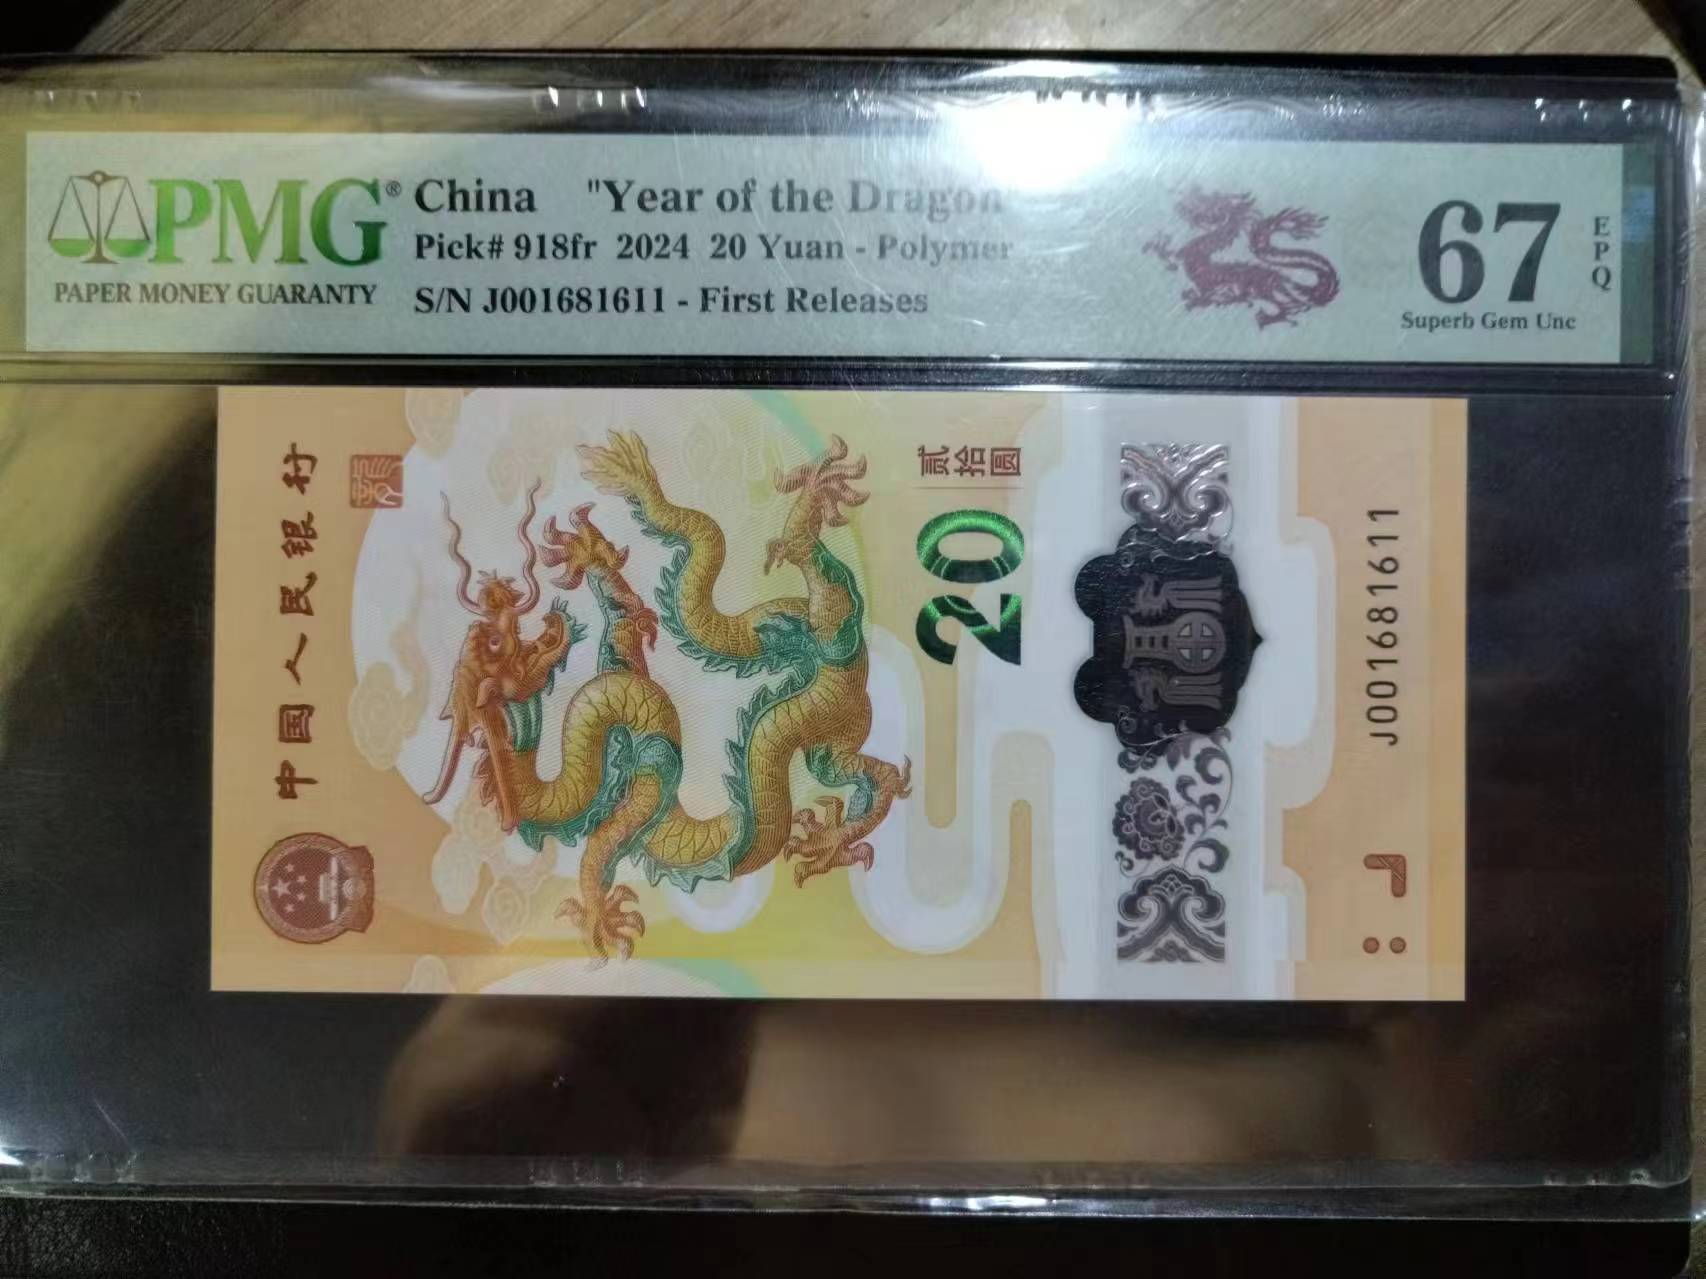 PMG®
PAPER MONEY GUARANTY
China "Year of the Dragon"
Pick# 918fr 2024 20 Yuan - Polymer
S/N J001681611 - First Releases
67
EPQ
Superb Gem Unc
中国人民银行
贰拾圆
20
J001681611